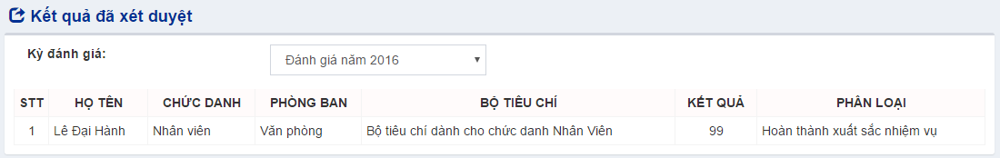 Kết quả đã xét duyệt
Kỳ đánh giá: Đánh giá năm 2016
STT HỌ TÊN CHỨC DANH PHÒNG BAN BỘ TIÊU CHÍ KẾT QUẢ PHÂN LOẠI
1 Lê Đại Hành Nhân viên Văn phòng Bộ tiêu chí dành cho chức danh Nhân Viên 99 Hoàn thành xuất sắc nhiệm vụ